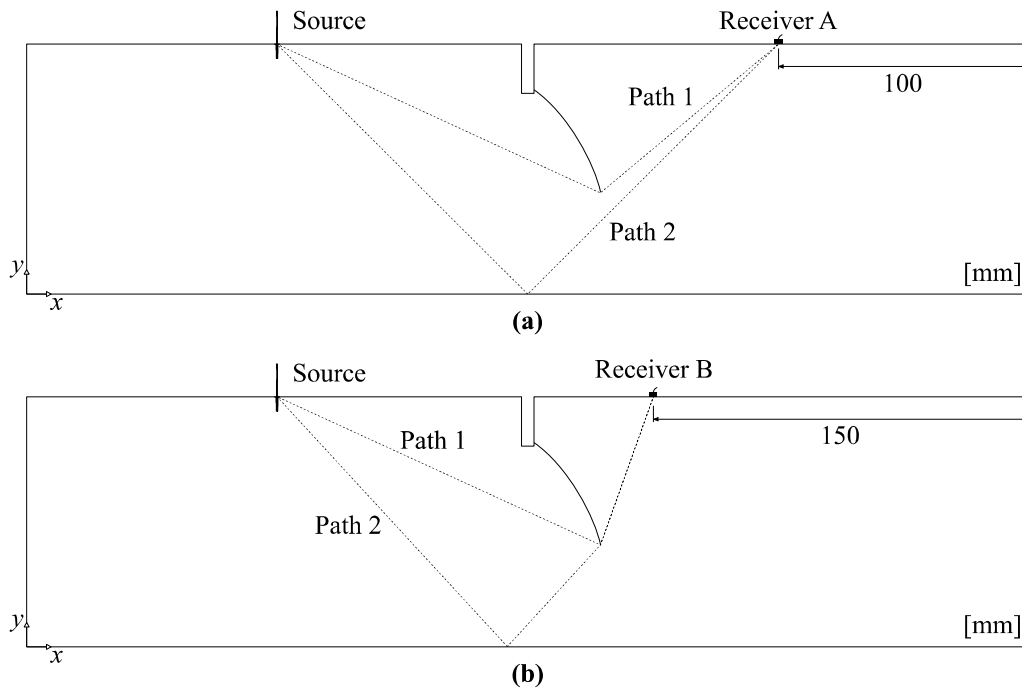 Source
Receiver A
100
Path 1
Path 2
y
[mm]
x
(a)
Source
Receiver B
150
Path 1
Path 2
y
[mm]
x
(b)